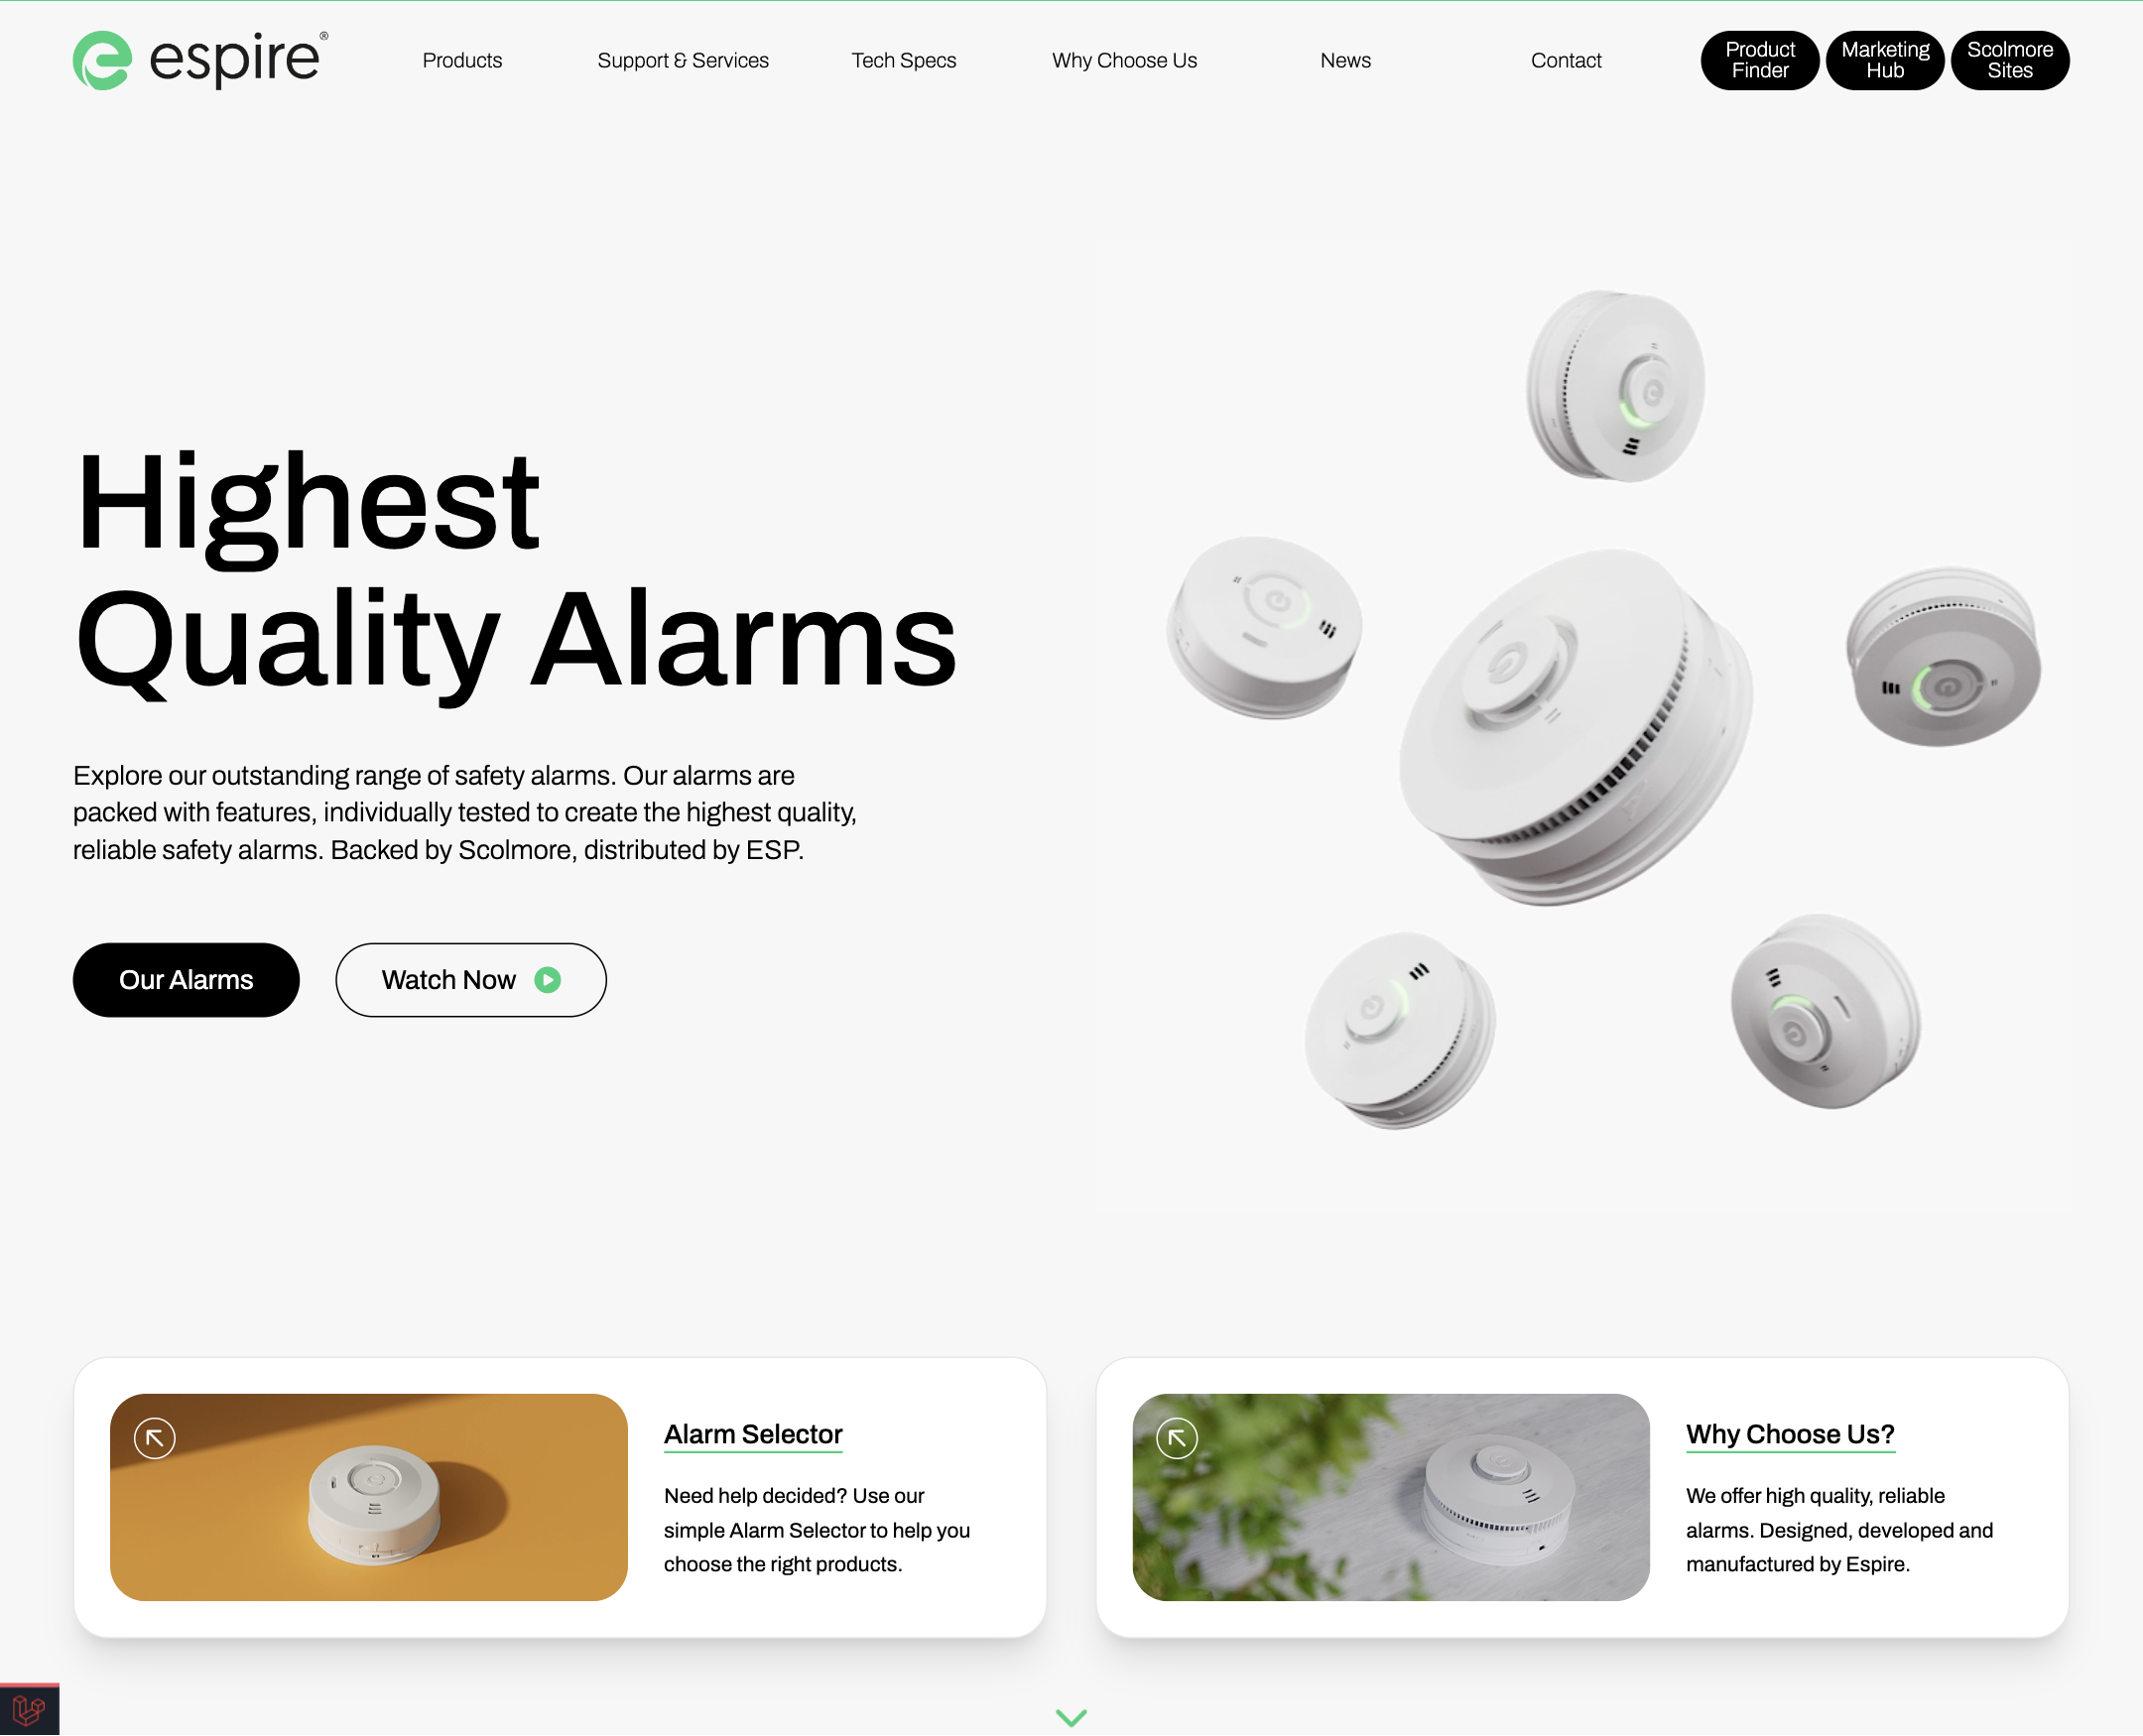 espire®
Products
Support & Services
Tech Specs
Why Choose Us
News
Contact
Product
Finder
Marketing
Hub
Scolmore
Sites
Highest
Quality Alarms
Explore our outstanding range of safety alarms. Our alarms are
packed with features, individually tested to create the highest quality,
reliable safety alarms. Backed by Scolmore, distributed by ESP.
Our Alarms
Watch Now
Alarm Selector
Need help decided? Use our
simple Alarm Selector to help you
choose the right products.
Why Choose Us?
We offer high quality, reliable
alarms. Designed, developed and
manufactured by Espire.